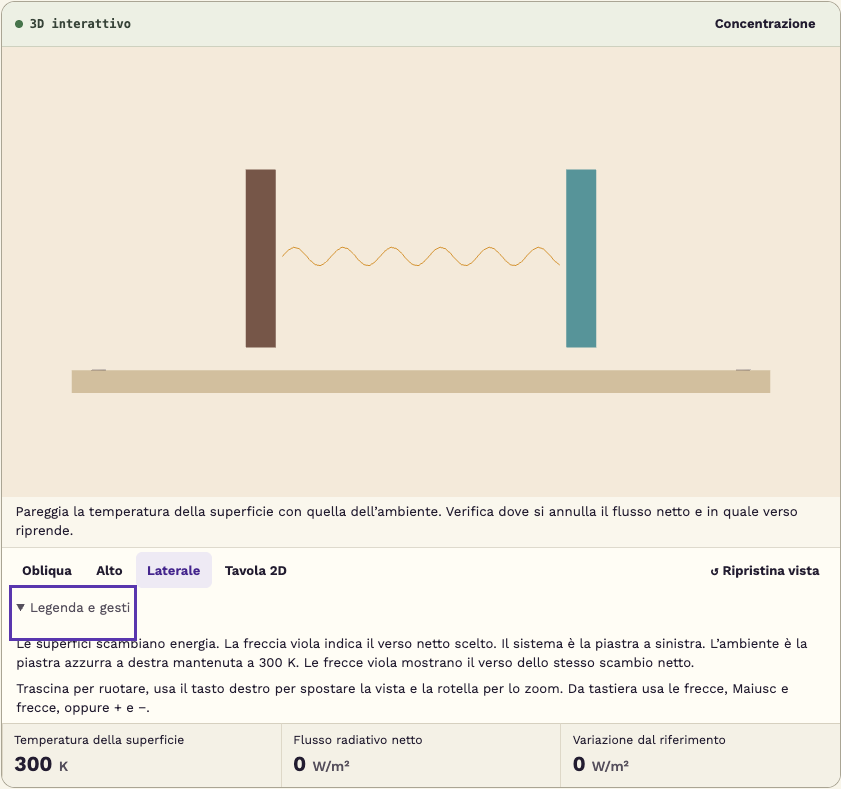 3D interattivo
Concentrazione
Pareggia la temperatura della superficie con quella dell’ambiente. Verifica dove si annulla il flusso netto e in quale verso
riprende.
Obliqua Alto Laterale Tavola 2D ↺ Ripristina vista
▼ Legenda e gesti
Le superfici scambiano energia. La freccia viola indica il verso netto scelto. Il sistema è la piastra a sinistra. L’ambiente è la
piastra azzurra a destra mantenuta a 300 K. Le frecce viola mostrano il verso dello stesso scambio netto.
Trascina per ruotare, usa il tasto destro per spostare la vista e la rotella per lo zoom. Da tastiera usa le frecce, Maiusc e
frecce, oppure + e −.
Temperatura della superficie
300 K
Flusso radiativo netto
0 W/m²
Variazione dal riferimento
0 W/m²